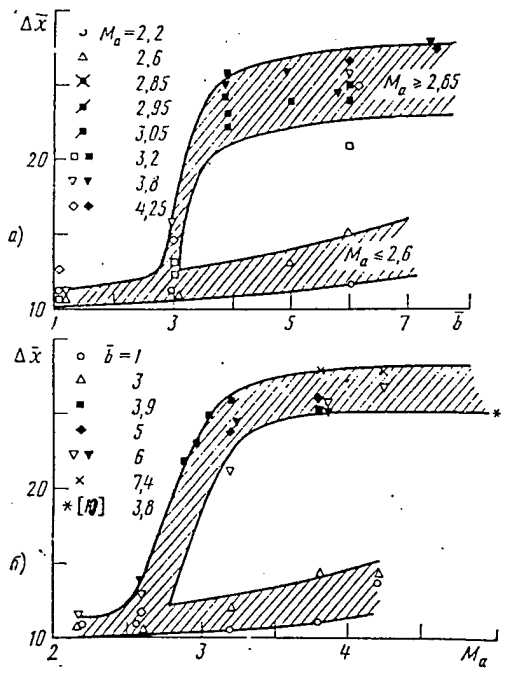 Δx̄
Mₐ = 2,2
2,6
2,85
2,95
3,05
3,2
3,8
4,25
Mₐ ≥ 2,65
20
а)
Mₐ ≤ 2,6
10
1 3 5 7 b̄
Δx̄
b̄ = 1
3
3,9
5
6
7,4
* [10] 3,8
*
20
б)
10
2 3 4 Mₐ